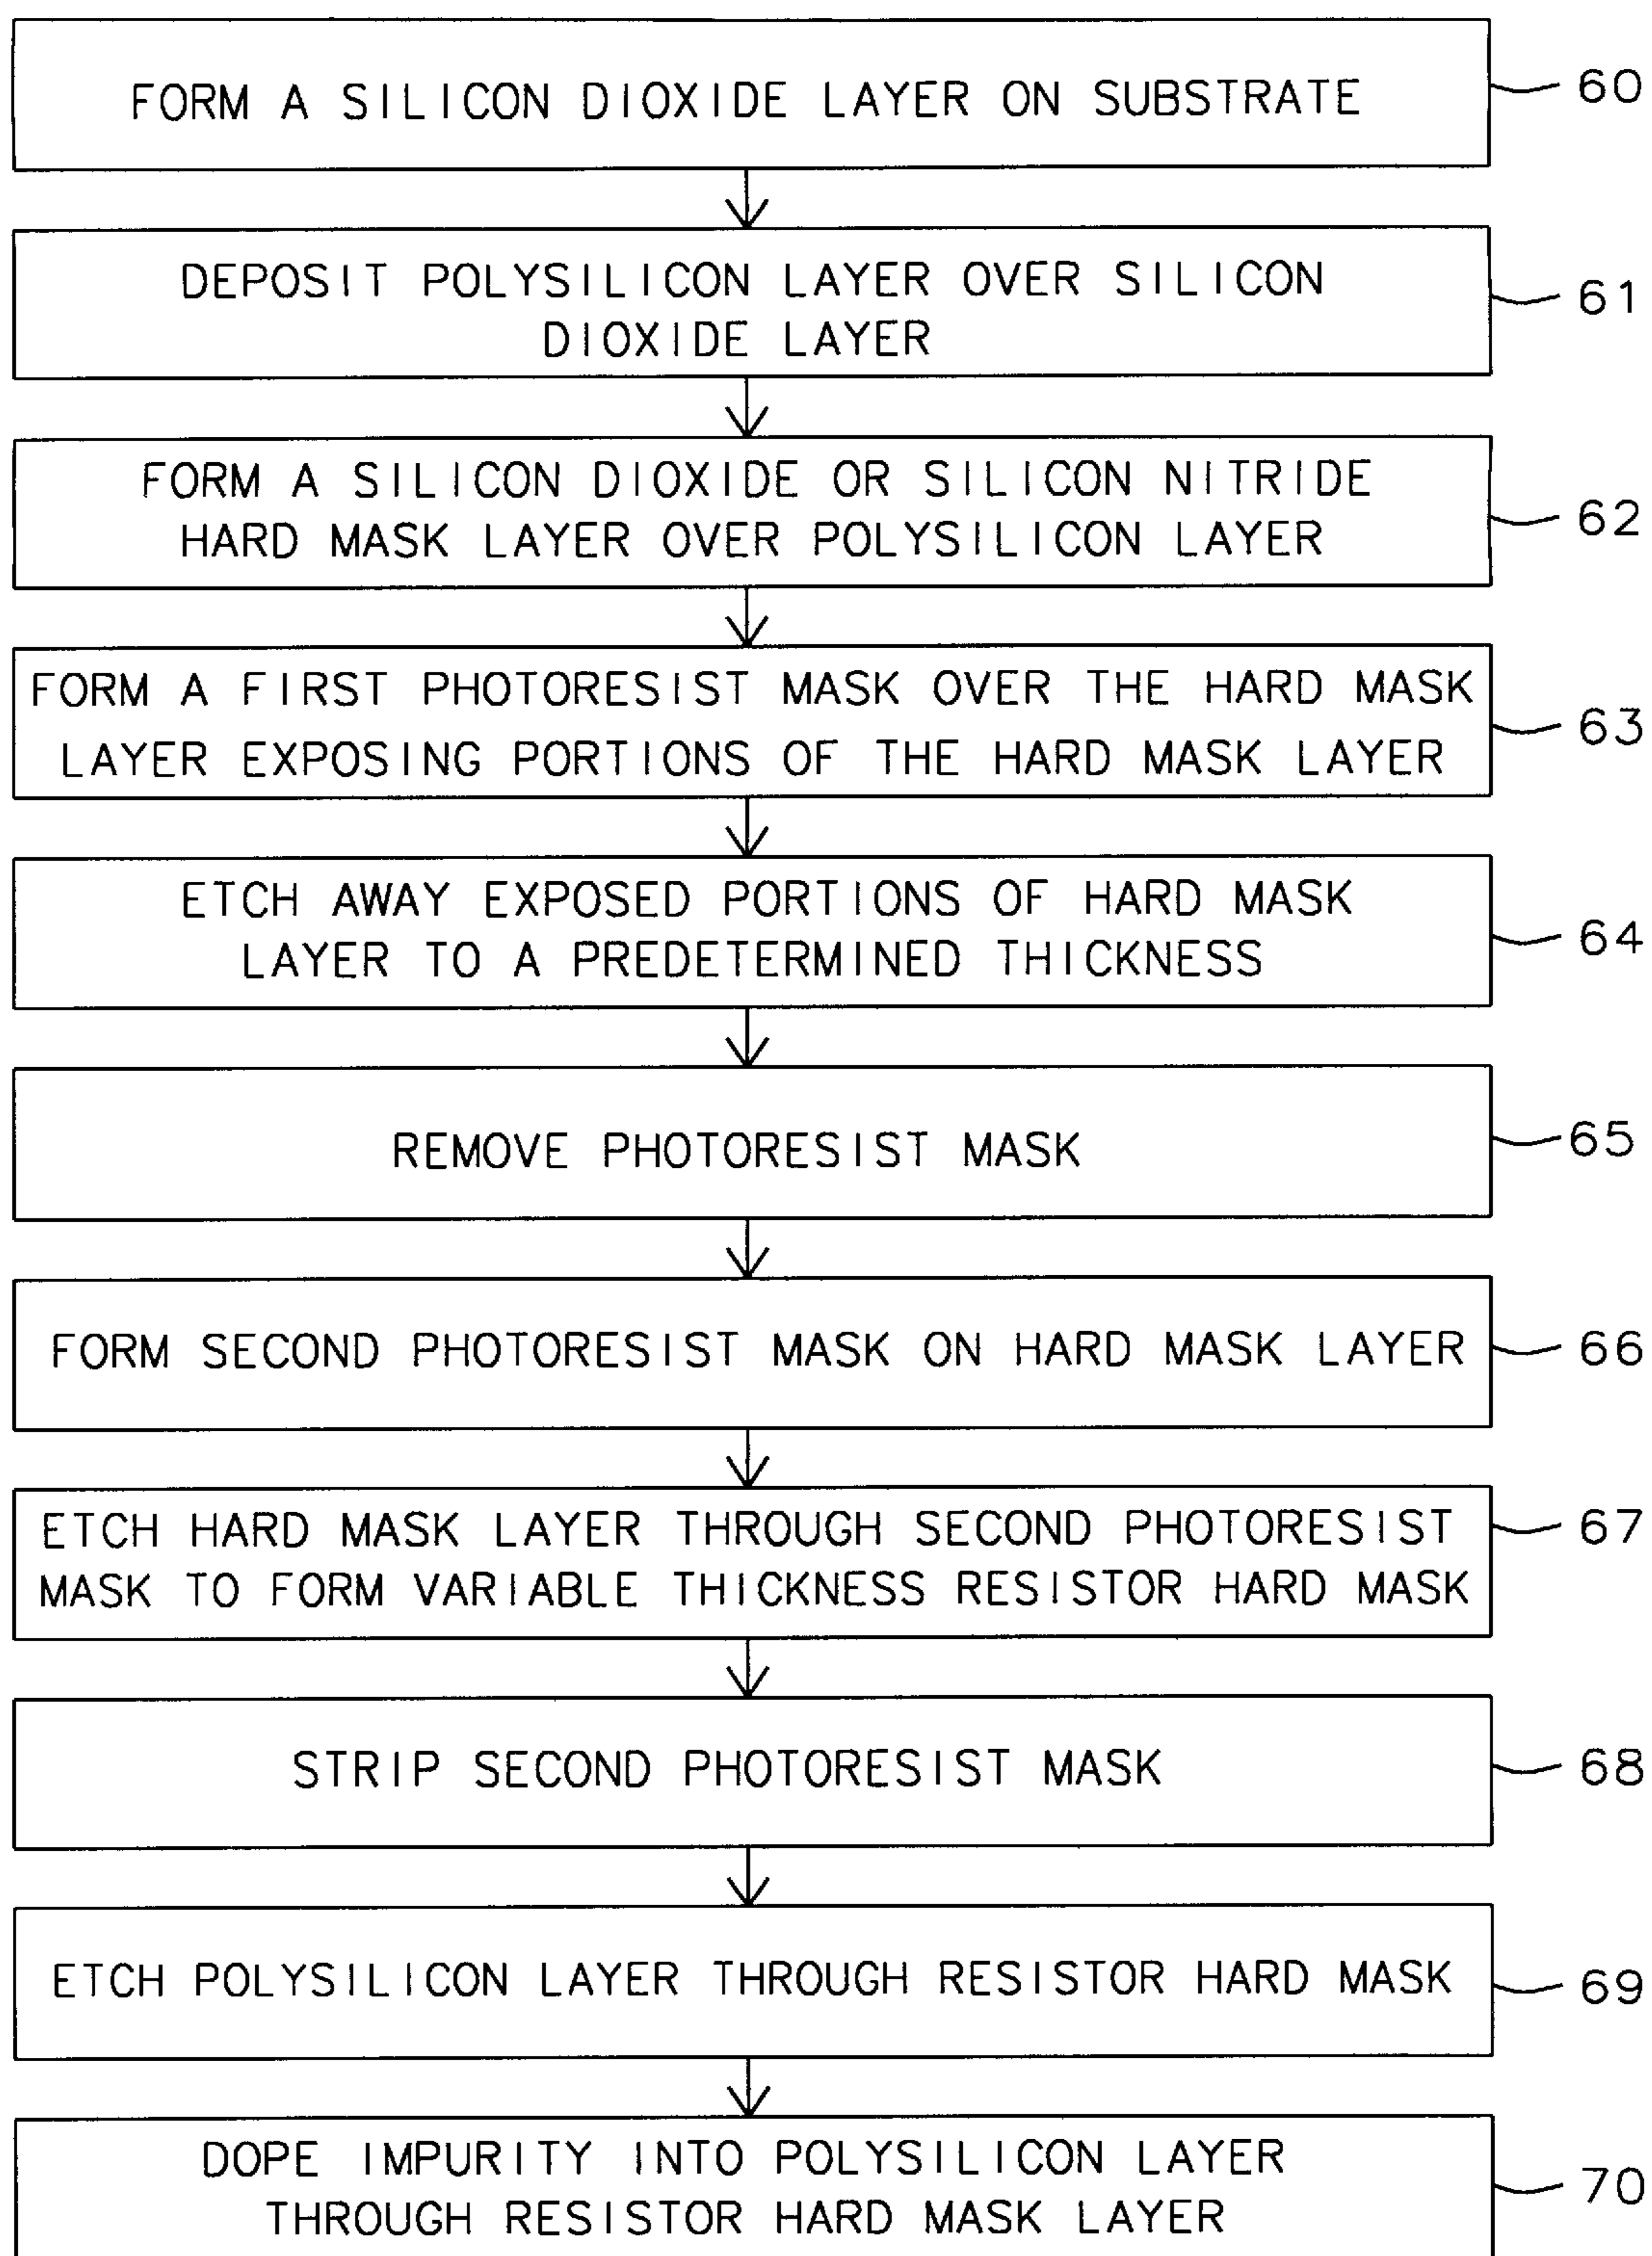 FORM A SILICON DIOXIDE LAYER ON SUBSTRATE
60
DEPOSIT POLYSILICON LAYER OVER SILICON
DIOXIDE LAYER
61
FORM A SILICON DIOXIDE OR SILICON NITRIDE
HARD MASK LAYER OVER POLYSILICON LAYER
62
FORM A FIRST PHOTORESIST MASK OVER THE HARD MASK
LAYER EXPOSING PORTIONS OF THE HARD MASK LAYER
63
ETCH AWAY EXPOSED PORTIONS OF HARD MASK
LAYER TO A PREDETERMINED THICKNESS
64
REMOVE PHOTORESIST MASK
65
FORM SECOND PHOTORESIST MASK ON HARD MASK LAYER
66
ETCH HARD MASK LAYER THROUGH SECOND PHOTORESIST
MASK TO FORM VARIABLE THICKNESS RESISTOR HARD MASK
67
STRIP SECOND PHOTORESIST MASK
68
ETCH POLYSILICON LAYER THROUGH RESISTOR HARD MASK
69
DOPE IMPURITY INTO POLYSILICON LAYER
THROUGH RESISTOR HARD MASK LAYER
70